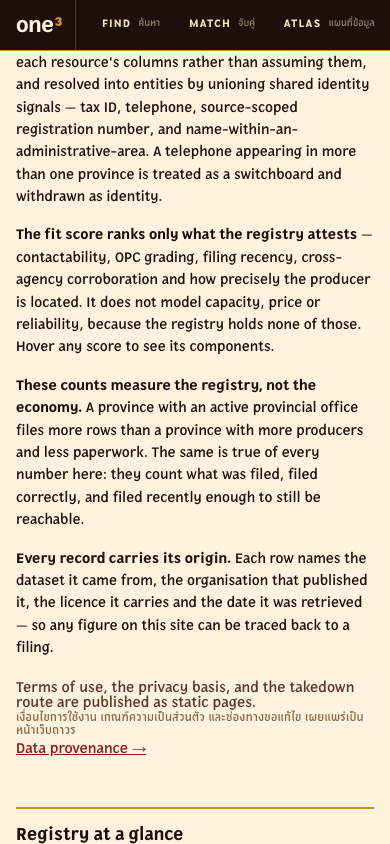 one³
FIND ค้นหา MATCH จับคู่ ATLAS แผนที่ข้อมูล
each resource's columns rather than assuming them,
and resolved into entities by unioning shared identity
signals — tax ID, telephone, source-scoped
registration number, and name-within-an-
administrative-area. A telephone appearing in more
than one province is treated as a switchboard and
withdrawn as identity.
The fit score ranks only what the registry attests —
contactability, OPC grading, filing recency, cross-
agency corroboration and how precisely the producer
is located. It does not model capacity, price or
reliability, because the registry holds none of those.
Hover any score to see its components.
These counts measure the registry, not the
economy. A province with an active provincial office
files more rows than a province with more producers
and less paperwork. The same is true of every
number here: they count what was filed, filed
correctly, and filed recently enough to still be
reachable.
Every record carries its origin. Each row names the
dataset it came from, the organisation that published
it, the licence it carries and the date it was retrieved
— so any figure on this site can be traced back to a
filing.
Terms of use, the privacy basis, and the takedown
route are published as static pages.
เงื่อนไขการใช้งาน เกณฑ์ความเป็นส่วนตัว และช่องทางขอแก้ไข เผยแพร่เป็น
หน้าเว็บถาวร
Data provenance →
Registry at a glance